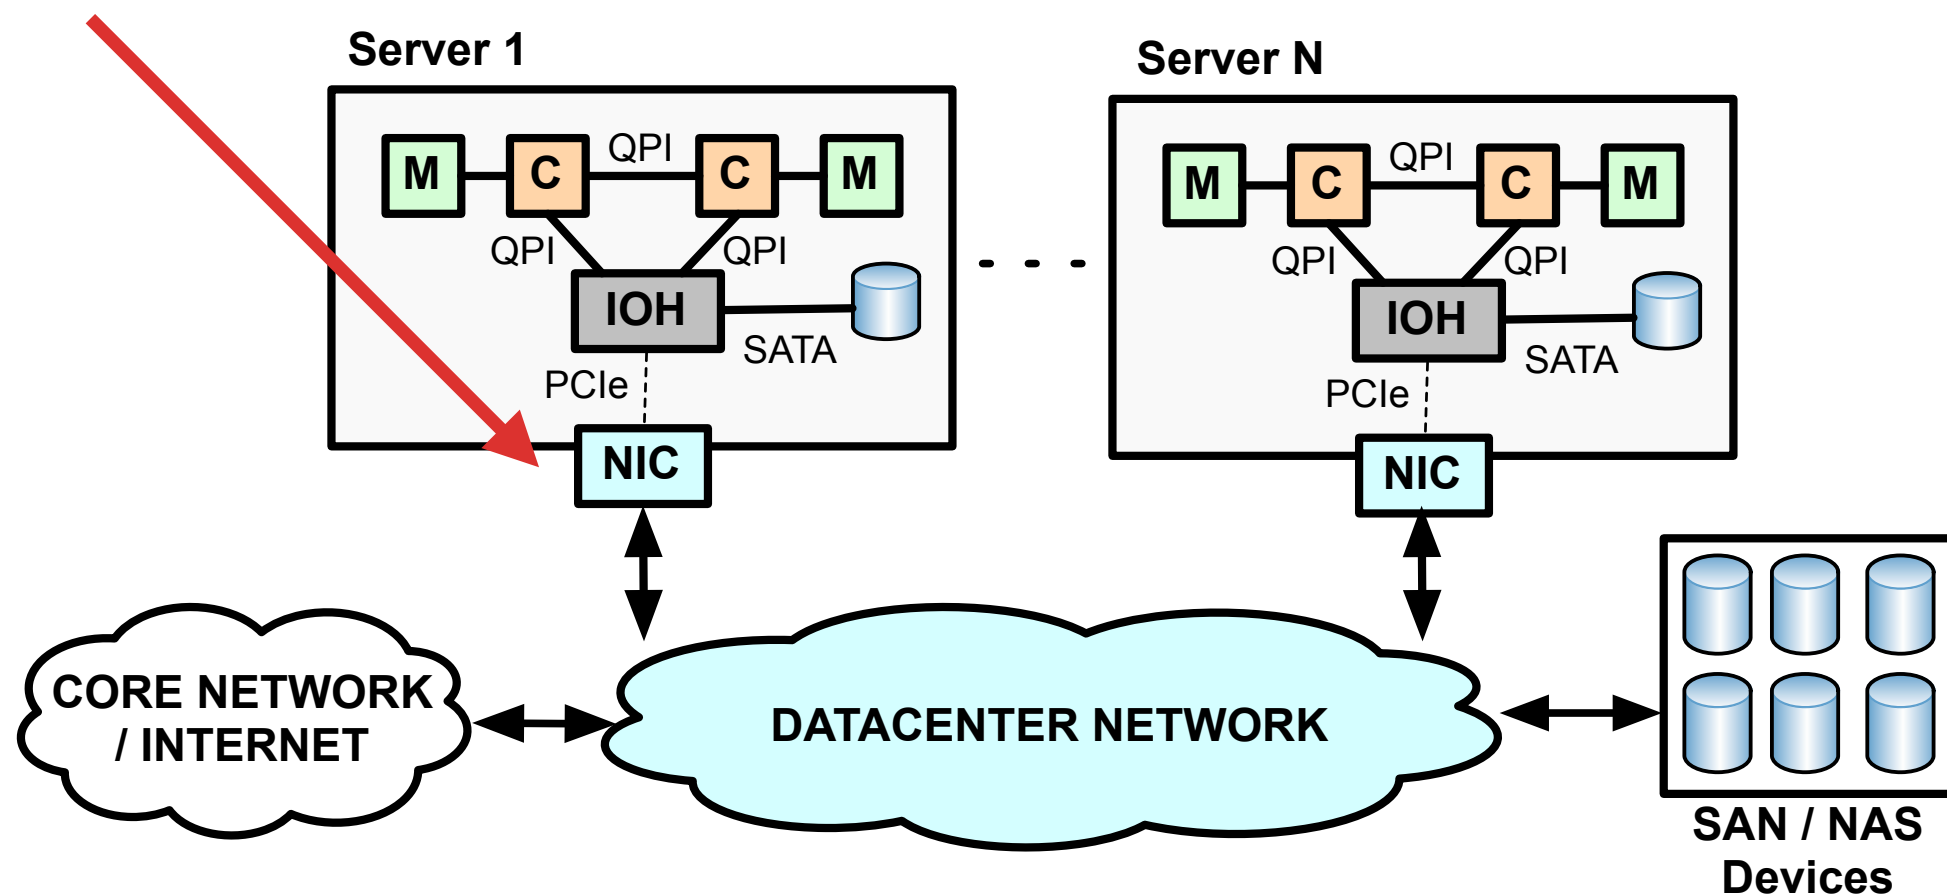 Server 1
M
C
QPI
C
M
QPI
QPI
IOH
SATA
PCIe
NIC
Server N
M
C
QPI
C
M
QPI
QPI
IOH
SATA
PCIe
NIC
CORE NETWORK
/ INTERNET
DATACENTER NETWORK
SAN / NAS
Devices